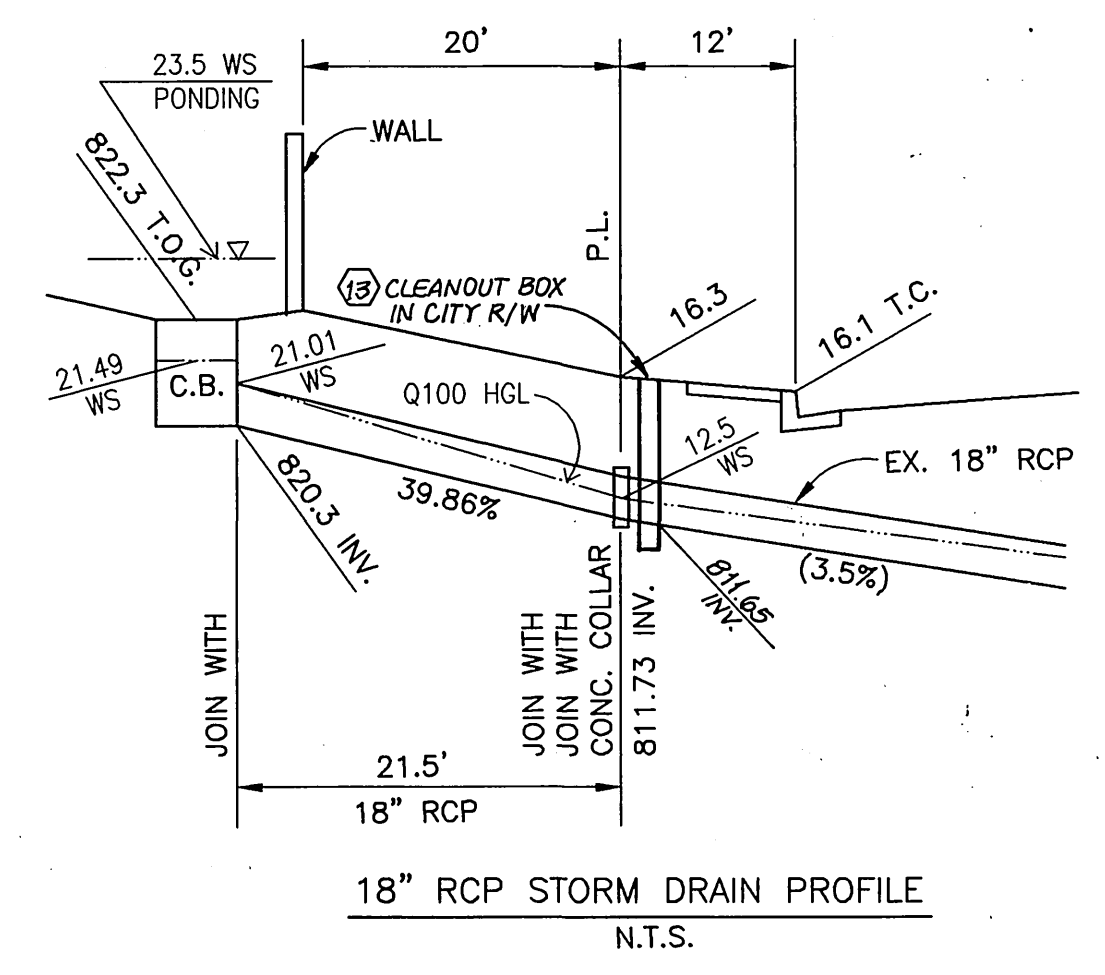 20'
12'
23.5 WS
PONDING
WALL
822.3 T.O.G.
P.L.
13 CLEANOUT BOX
IN CITY R/W
16.3
16.1 T.C.
21.49
WS
C.B.
21.01
WS
Q100 HGL
12.5
WS
EX. 18" RCP
820.3 INV.
39.86%
(3.5%)
811.65
INV.
JOIN WITH
JOIN WITH
JOIN WITH
CONC. COLLAR
811.73 INV.
21.5'
18" RCP
18" RCP STORM DRAIN PROFILE
N.T.S.